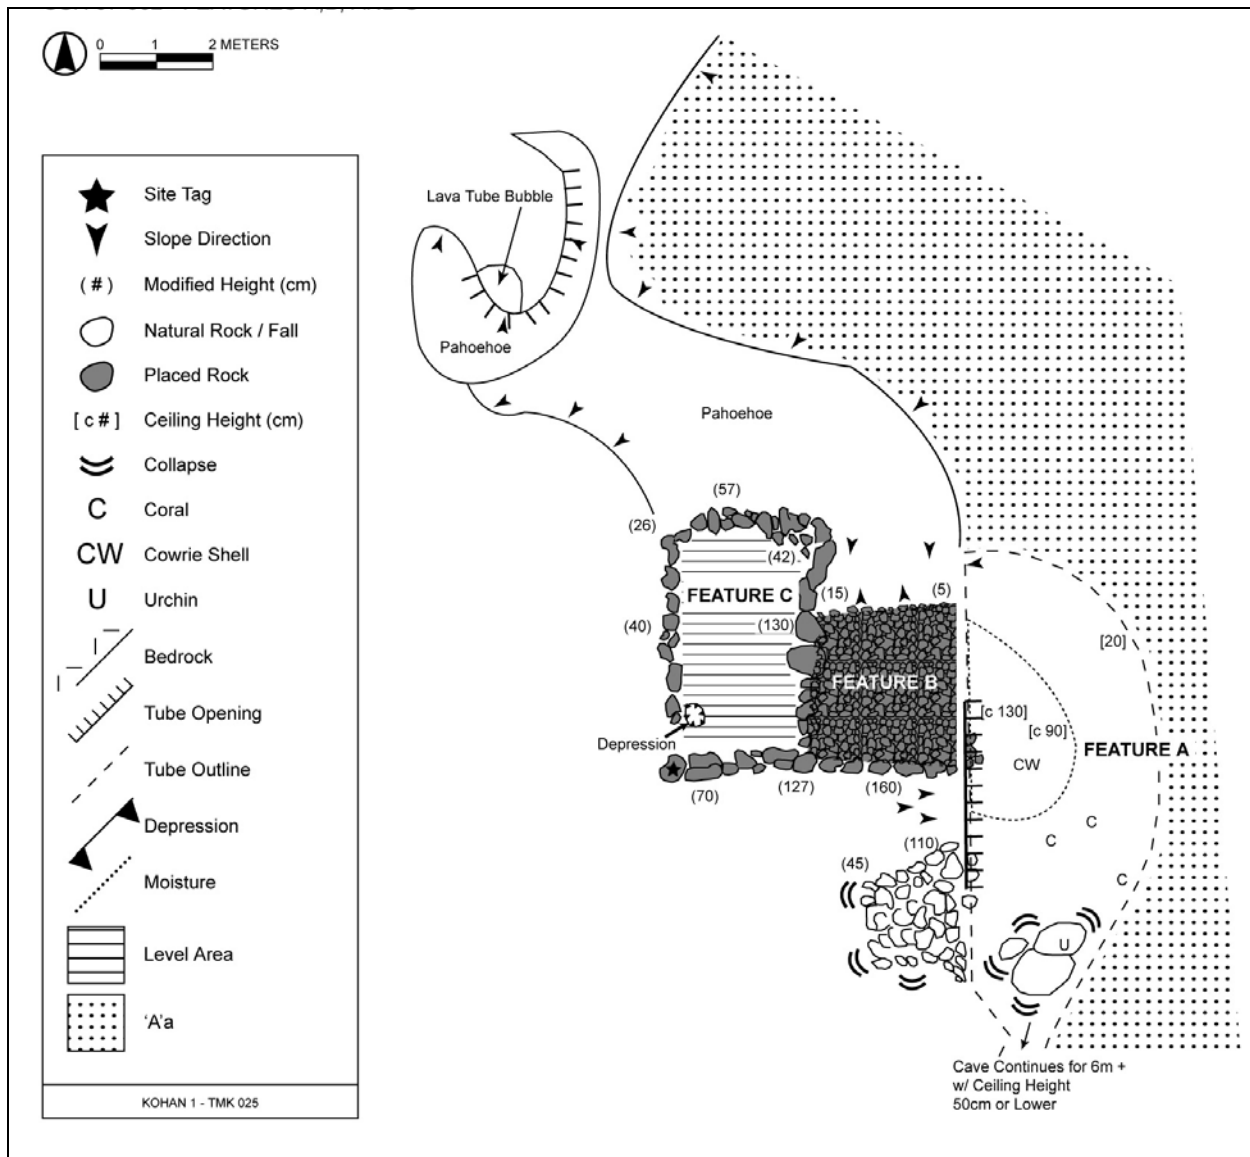 0 1 2 METERS
Site Tag
Slope Direction
( # ) Modified Height (cm)
Natural Rock / Fall
Placed Rock
[ c # ] Ceiling Height (cm)
Collapse
C Coral
CW Cowrie Shell
U Urchin
Bedrock
Tube Opening
Tube Outline
Depression
Moisture
Level Area
'A'a
KOHAN 1 - TMK 025
Lava Tube Bubble
Pahoehoe
Pahoehoe
(57)
(26)
(42)
FEATURE C
(15)
(5)
(40)
(130)
[20]
FEATURE B
[c 130]
[c 90]
FEATURE A
Depression
CW
(70)
(127)
(160)
C
C
(110)
(45)
C
U
Cave Continues for 6m +
w/ Ceiling Height
50cm or Lower